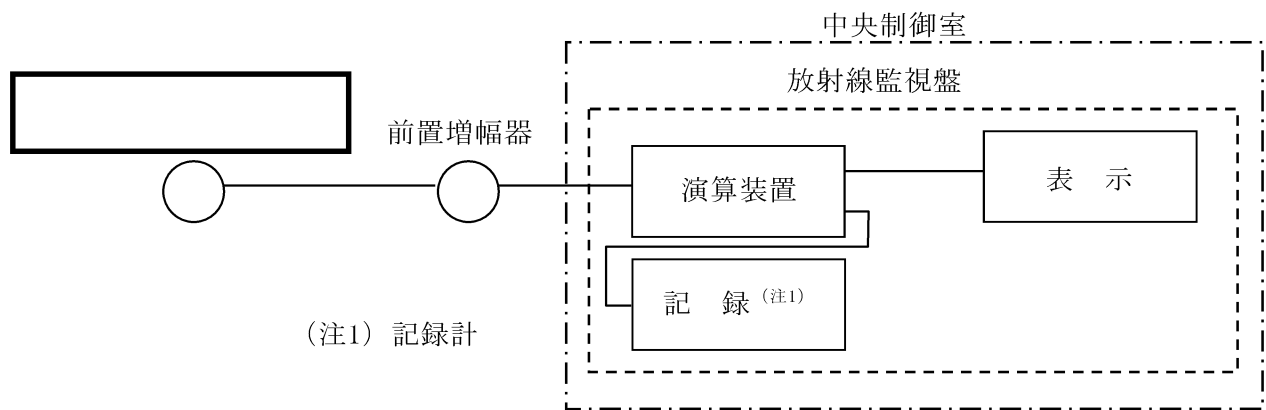 中央制御室
放射線監視盤
前置増幅器
演算装置
表 示
記 録(注1)
(注1) 記録計